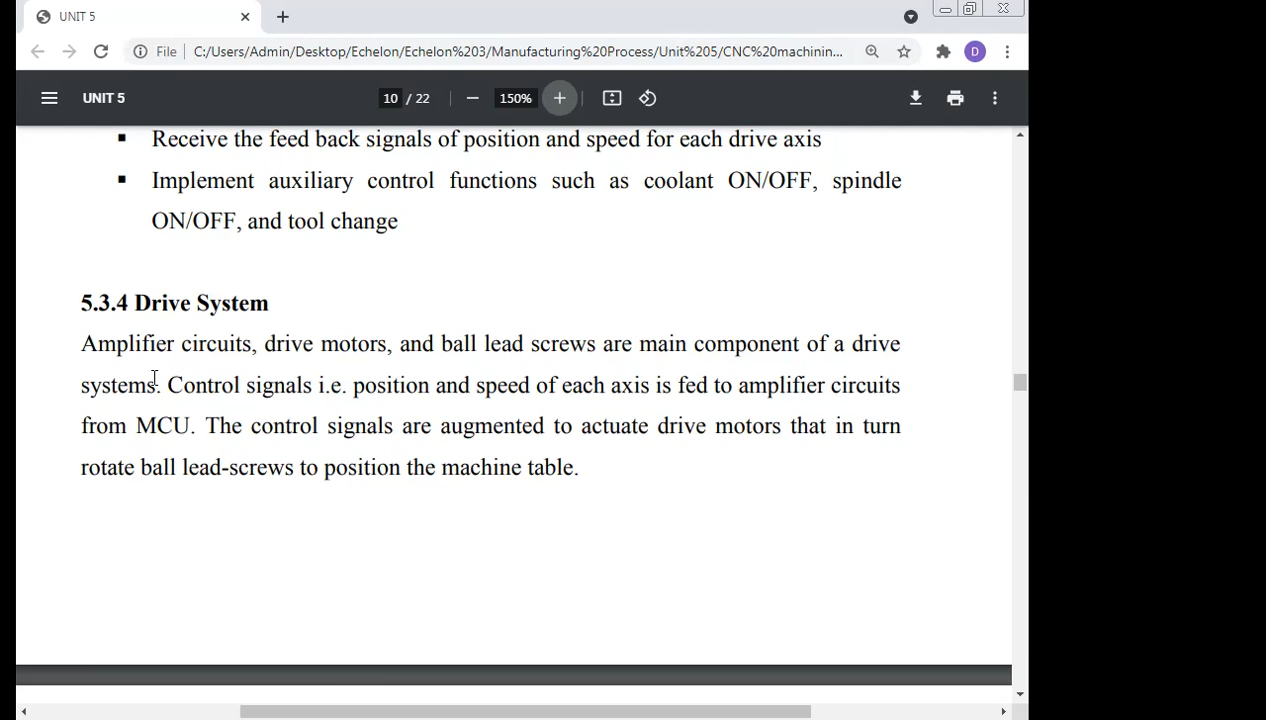 UNIT 5
File
C:/Users/Admin/Desktop/Echelon/Echelon%203/Manufacturing%20Process/Unit%205/CNC%20machinin...
D
UNIT 5
10 / 22
150%
▪ Receive the feed back signals of position and speed for each drive axis
▪ Implement auxiliary control functions such as coolant ON/OFF, spindle
ON/OFF, and tool change
5.3.4 Drive System
Amplifier circuits, drive motors, and ball lead screws are main component of a drive
systems. Control signals i.e. position and speed of each axis is fed to amplifier circuits
from MCU. The control signals are augmented to actuate drive motors that in turn
rotate ball lead-screws to position the machine table.